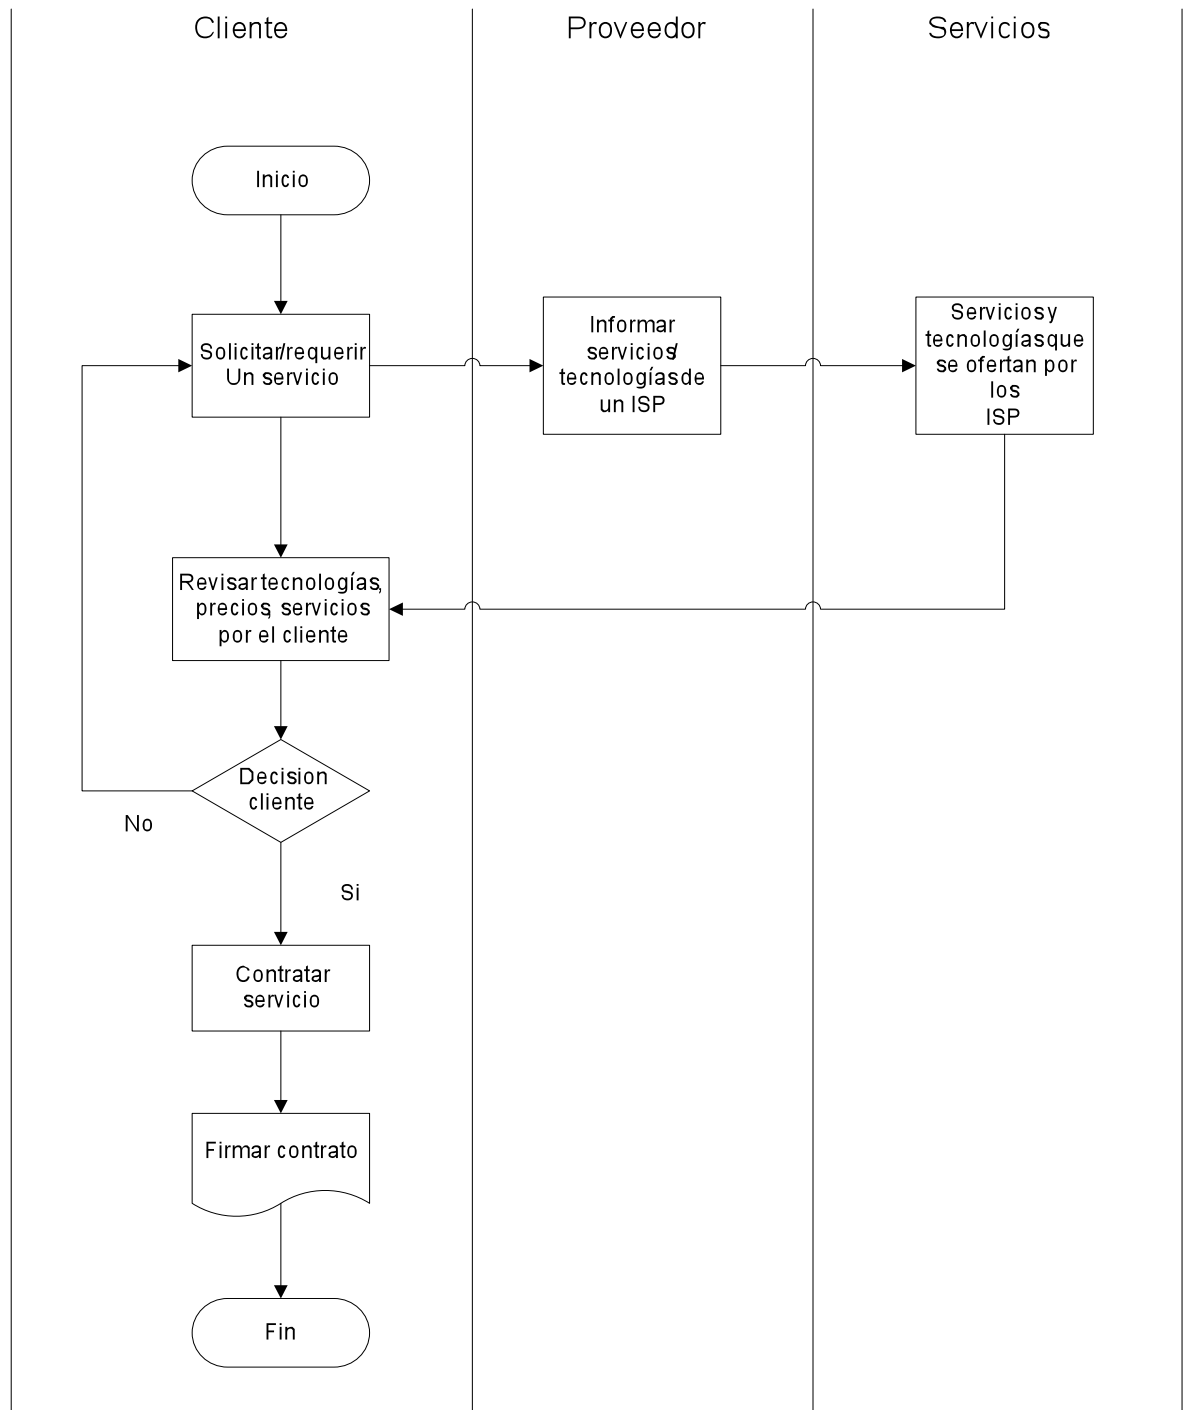 Cliente
Proveedor
Servicios
Inicio
Solicitar/requerir
Un servicio
Informar
servicios/
tecnologías de
un ISP
Servicios y
tecnologías que
se ofertan por
los
ISP
Revisar tecnologías,
precios, servicios
por el cliente
Decision
cliente
No
Si
Contratar
servicio
Firmar contrato
Fin